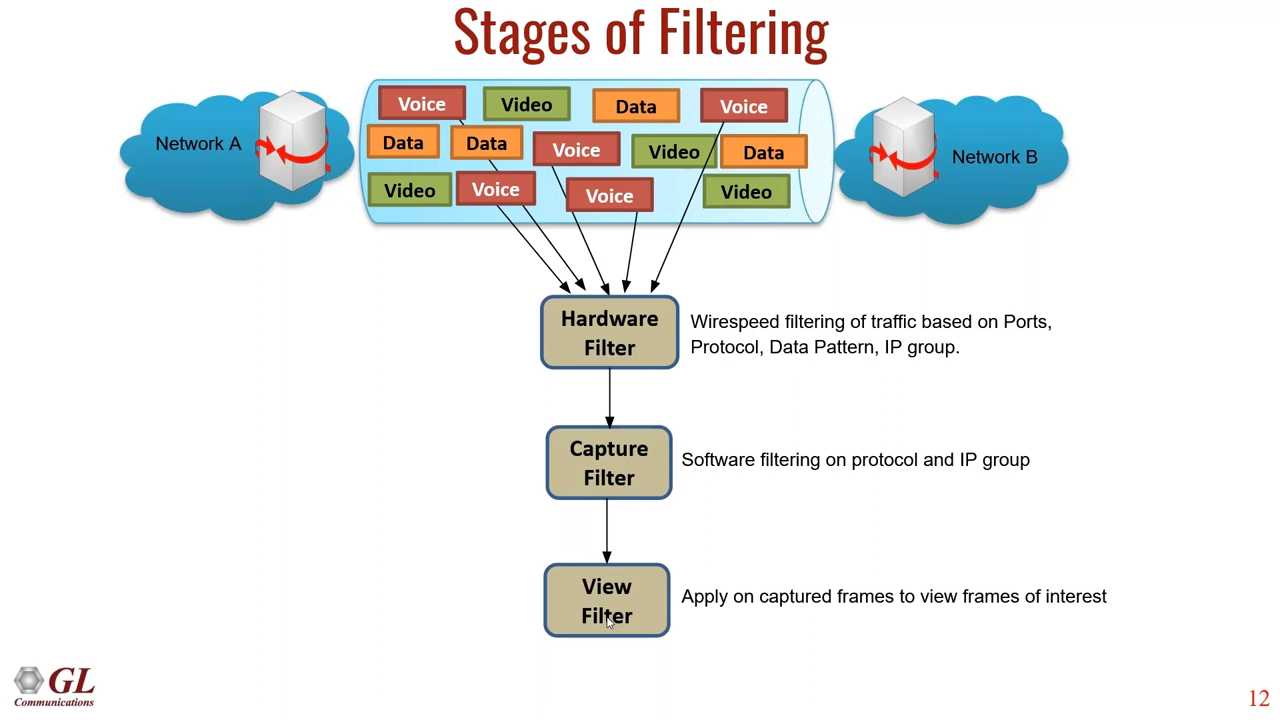 Stages of Filtering
Voice
Video
Data
Voice
Data
Data
Voice
Video
Data
Video
Voice
Voice
Video
Network A
Network B
Hardware
Filter
Wirespeed filtering of traffic based on Ports,
Protocol, Data Pattern, IP group.
Capture
Filter
Software filtering on protocol and IP group
View
Filter
Apply on captured frames to view frames of interest
GL
Communications
12